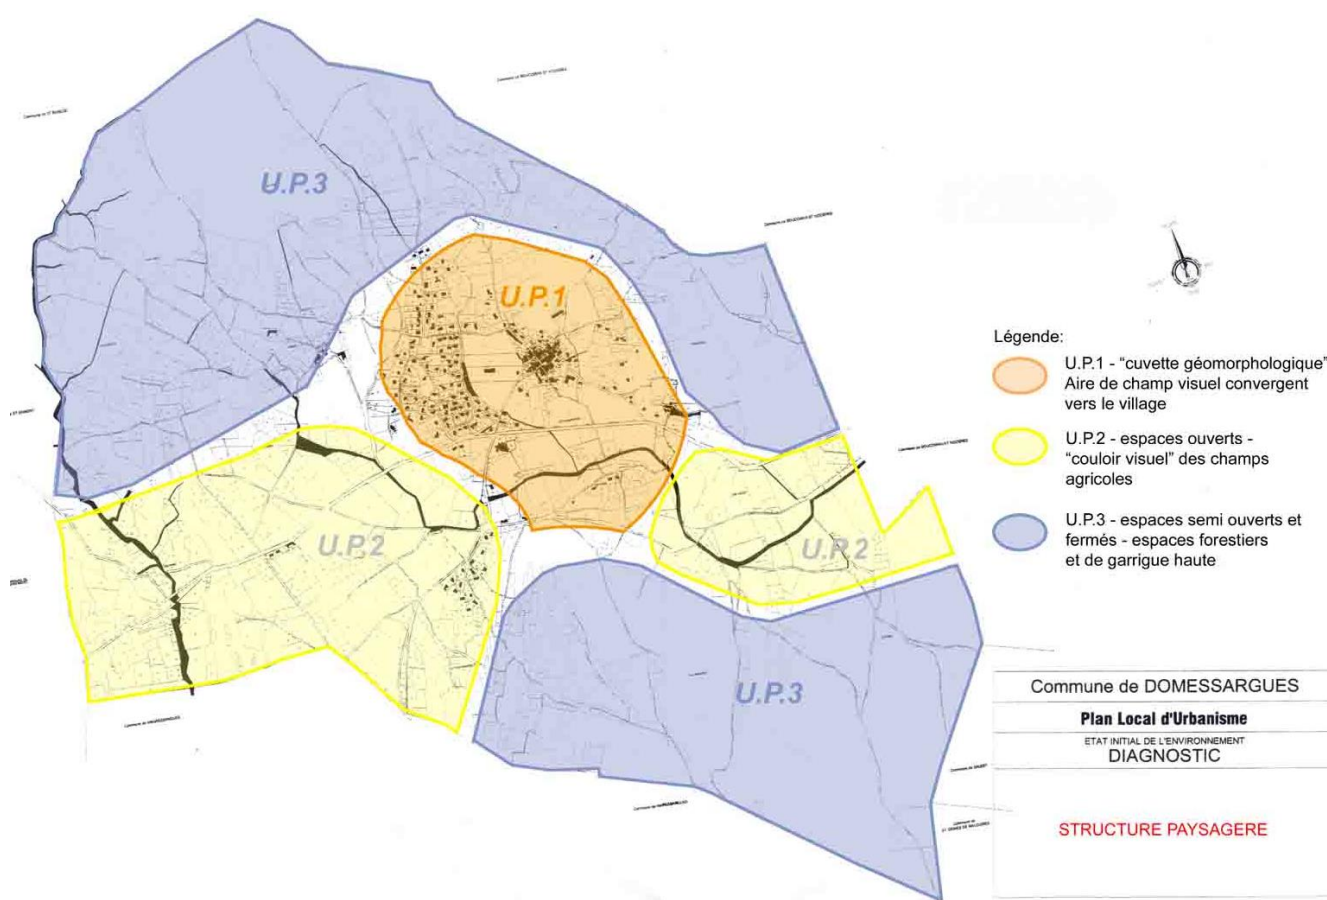 U.P.3
U.P.1
U.P.2
U.P.2
U.P.3
Légende:
U.P.1 - "cuvette géomorphologique"
Aire de champ visuel convergent
vers le village
U.P.2 - espaces ouverts -
"couloir visuel" des champs
agricoles
U.P.3 - espaces semi ouverts et
fermés - espaces forestiers
et de garrigue haute
Commune de DOMESSARGUES
Plan Local d'Urbanisme
ETAT INITIAL DE L'ENVIRONNEMENT
DIAGNOSTIC
STRUCTURE PAYSAGERE